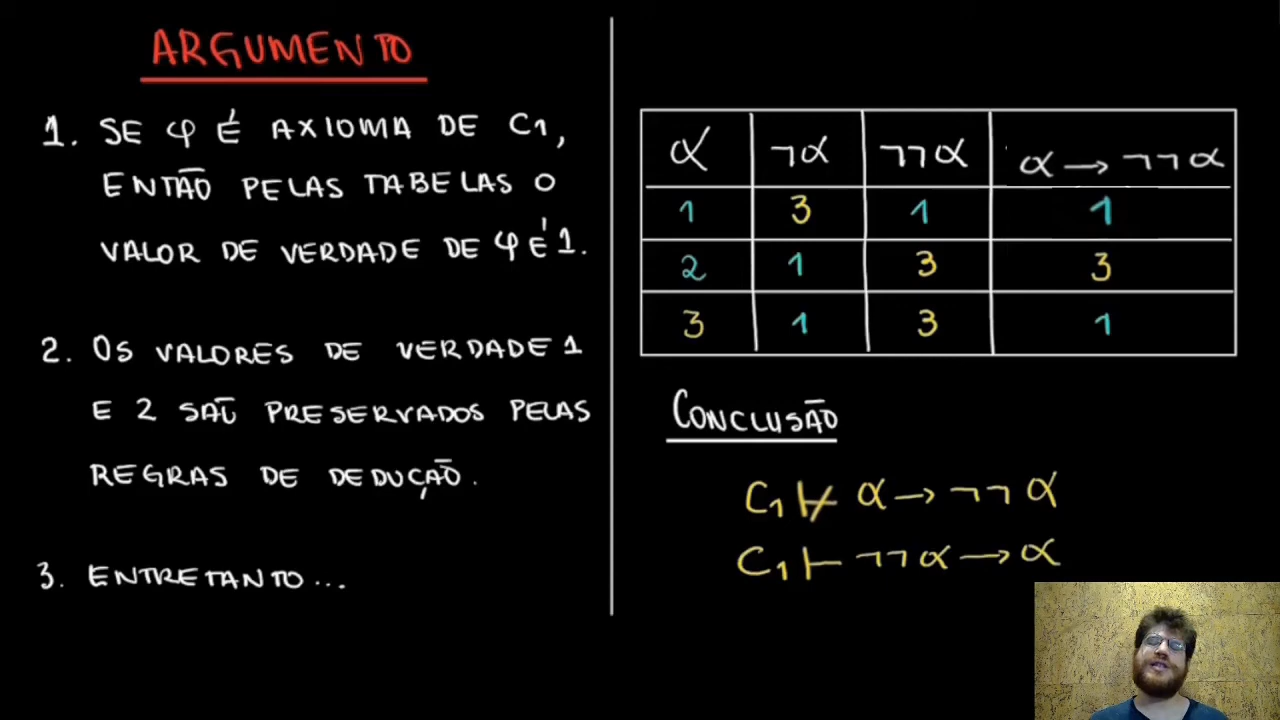 ARGUMENTO
1. SE φ É AXIOMA DE C1,
ENTÃO PELAS TABELAS O
VALOR DE VERDADE DE φ É 1.
2. OS VALORES DE VERDADE 1
E 2 SÃO PRESERVADOS PELAS
REGRAS DE DEDUÇÃO.
3. ENTRETANTO...
α ¬α ¬¬α α → ¬¬α
1 3 1 1
2 1 3 3
3 1 3 1
CONCLUSÃO
C₁ ⊬ α → ¬¬α
C₁ ⊢ ¬¬α → α